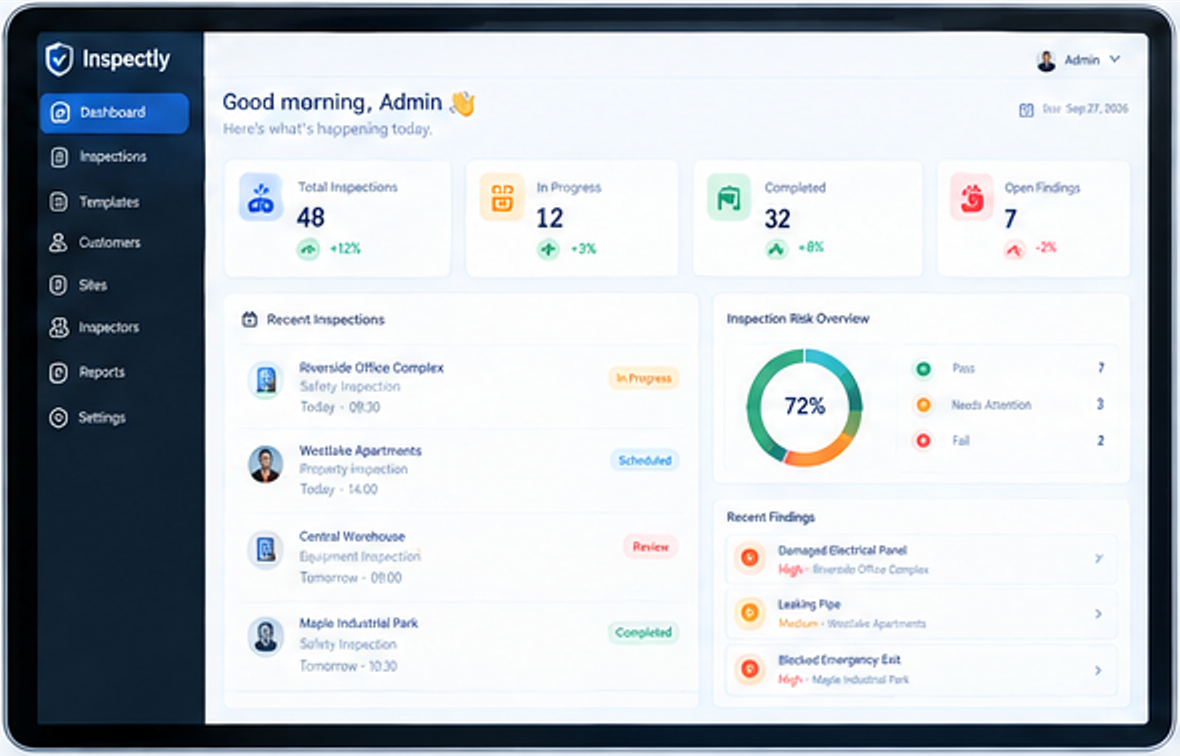 Inspectly
Admin
Dashboard
Inspections
Templates
Customers
Sites
Inspectors
Reports
Settings
Good morning, Admin 👋
Here's what's happening today.
Sep 27, 2026
Total Inspections
48
+12%
In Progress
12
+3%
Completed
32
+8%
Open Findings
7
-2%
Recent Inspections
Riverside Office Complex
Safety Inspection
Today - 09:30
In Progress
Westlake Apartments
Property Inspection
Today - 14:00
Scheduled
Central Warehouse
Equipment Inspection
Tomorrow - 09:00
Review
Maple Industrial Park
Safety Inspection
Tomorrow - 10:30
Completed
Inspection Risk Overview
72%
Pass 7
Needs Attention 3
Fail 2
Recent Findings
Damaged Electrical Panel
High - Riverside Office Complex
Leaking Pipe
Medium - Westlake Apartments
Blocked Emergency Exit
High - Maple Industrial Park